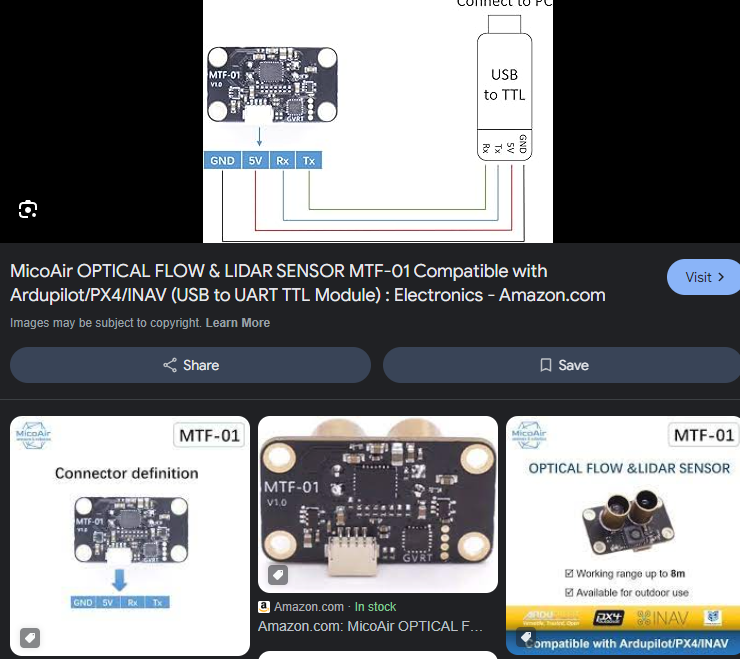 Connect to PC
MTF-01
V1.0
GVRT
GND 5V Rx Tx
USB
to TTL
Rx Tx 5V GND
MicoAir OPTICAL FLOW & LIDAR SENSOR MTF-01 Compatible with
Ardupilot/PX4/INAV (USB to UART TTL Module) : Electronics - Amazon.com
Visit
Images may be subject to copyright. Learn More
Share
Save
MicoAir
MTF-01
Connector definition
MTF-01
V1.0
GVRT
GND 5V Rx Tx
MTF-01
V1.0
GVRT
a Amazon.com · In stock
Amazon.com: MicoAir OPTICAL F...
MicoAir
MTF-01
OPTICAL FLOW &LIDAR SENSOR
Working range up to 8m
Available for outdoor use
ARDU
PX4
INAV
Compatible with Ardupilot/PX4/INAV